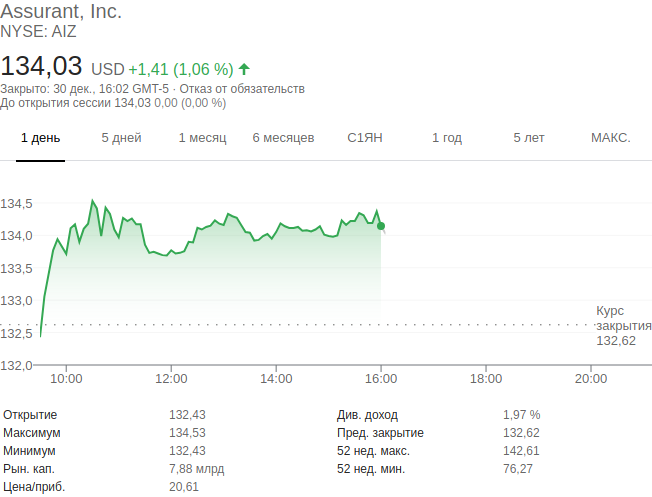 Assurant, Inc.
NYSE: AIZ
134,03 USD +1,41 (1,06 %)
Закрыто: 30 дек., 16:02 GMT-5 · Отказ от обязательств
До открытия сессии 134,03 0,00 (0,00 %)
1 день 5 дней 1 месяц 6 месяцев С1ЯН 1 год 5 лет МАКС.
134,5
134,0
133,5
133,0
Курс
закрытия
132,5
132,62
132,0
10:00 12:00 14:00 16:00 18:00 20:00
Открытие 132,43 Див. доход 1,97 %
Максимум 134,53 Пред. закрытие 132,62
Минимум 132,43 52 нед. макс. 142,61
Рын. кап. 7,88 млрд 52 нед. мин. 76,27
Цена/приб. 20,61